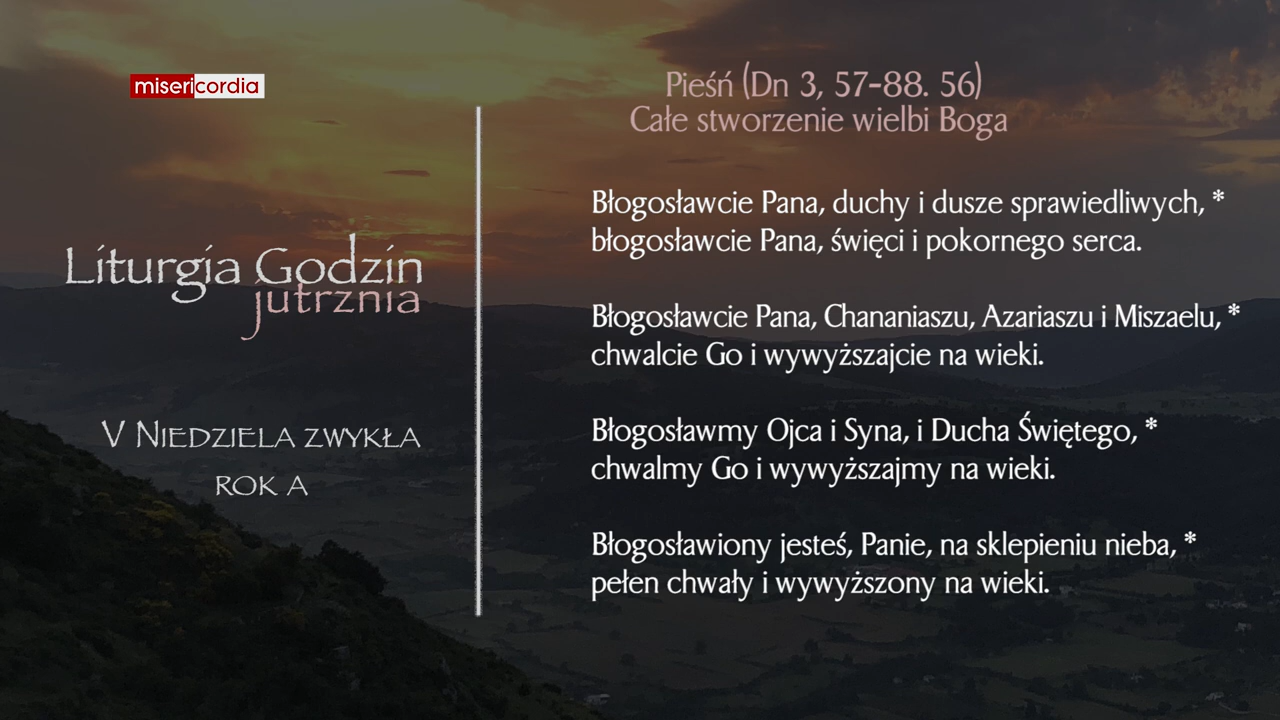 misericordia
Liturgia Godzin
jutrznia
V Niedziela zwykła
rok A
Pieśń (Dn 3, 57-88. 56)
Całe stworzenie wielbi Boga
Błogosławcie Pana, duchy i dusze sprawiedliwych, *
błogosławcie Pana, święci i pokornego serca.
Błogosławcie Pana, Chananiaszu, Azariaszu i Miszaelu, *
chwalcie Go i wywyższajcie na wieki.
Błogosławmy Ojca i Syna, i Ducha Świętego, *
chwalmy Go i wywyższajmy na wieki.
Błogosławiony jesteś, Panie, na sklepieniu nieba, *
pełen chwały i wywyższony na wieki.